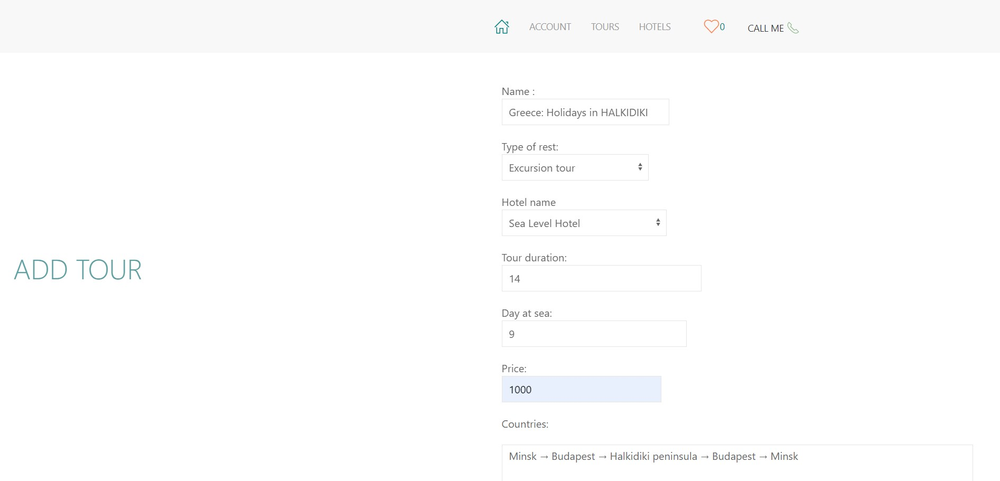 ACCOUNT TOURS HOTELS 0 CALL ME
ADD TOUR
Name :
Greece: Holidays in HALKIDIKI
Type of rest:
Excursion tour
Hotel name
Sea Level Hotel
Tour duration:
14
Day at sea:
9
Price:
1000
Countries:
Minsk → Budapest → Halkidiki peninsula → Budapest → Minsk